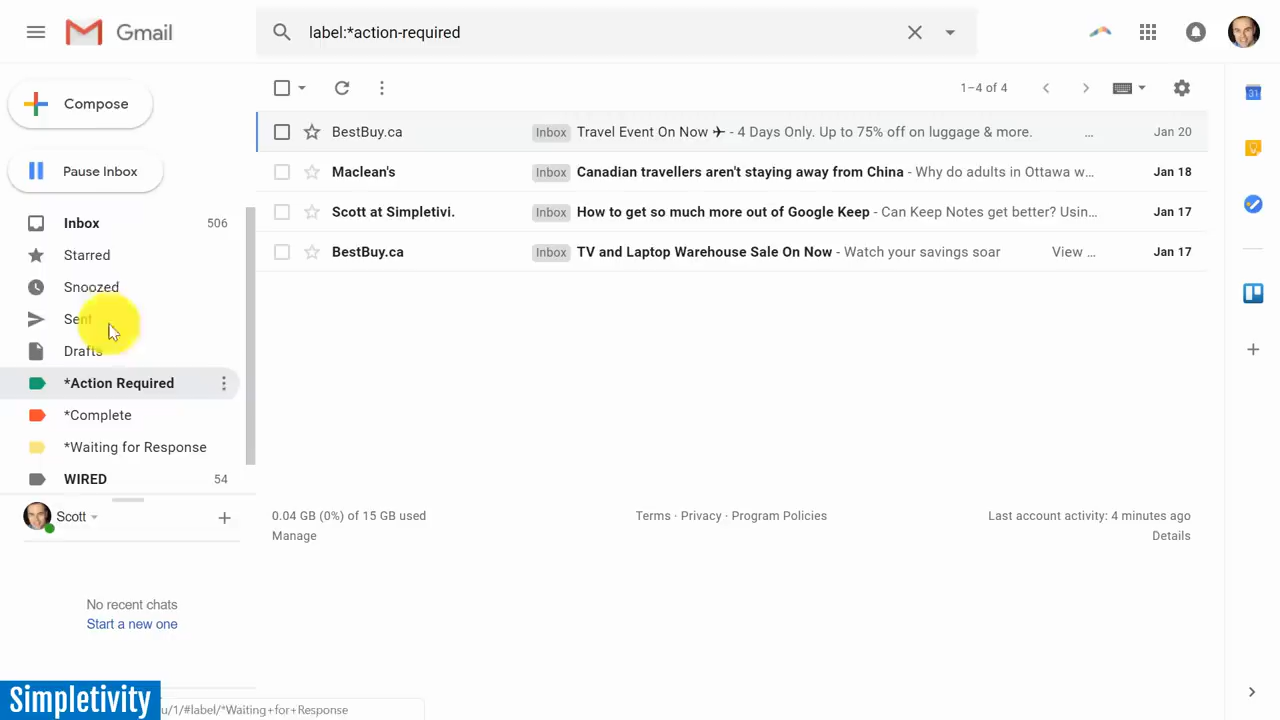 Gmail
label:*action-required
Compose
1–4 of 4
Pause Inbox
BestBuy.ca Inbox Travel Event On Now ✈ - 4 Days Only. Up to 75% off on luggage & more. ... Jan 20
Maclean's Inbox Canadian travellers aren't staying away from China - Why do adults in Ottawa w... Jan 18
Scott at Simpletivi. Inbox How to get so much more out of Google Keep - Can Keep Notes get better? Usin... Jan 17
BestBuy.ca Inbox TV and Laptop Warehouse Sale On Now - Watch your savings soar View ... Jan 17
Inbox 506
Starred
Snoozed
Sent
Drafts
*Action Required
*Complete
*Waiting for Response
WIRED 54
Scott
0.04 GB (0%) of 15 GB used
Manage
Terms · Privacy · Program Policies
Last account activity: 4 minutes ago
Details
31
No recent chats
Start a new one
Simpletivity
u/1/#label/*Waiting+for+Response